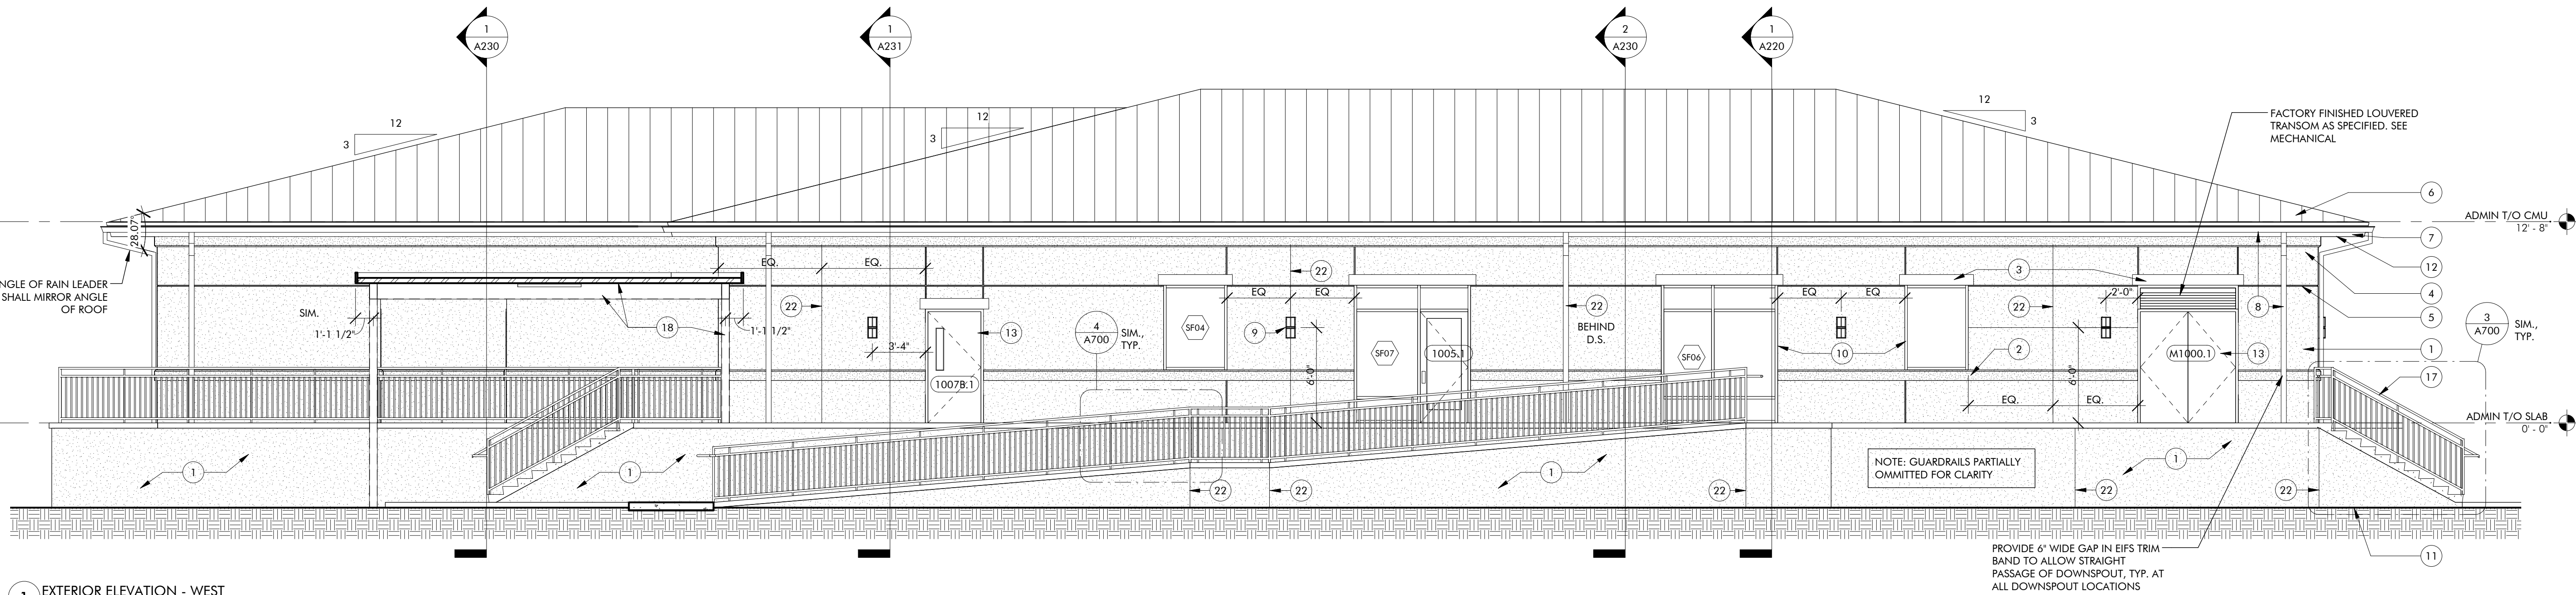 1
A230
1
A231
2
A230
1
A220
12
3
12
3
12
3
FACTORY FINISHED LOUVERED
TRANSOM AS SPECIFIED. SEE
MECHANICAL
6
ADMIN T/O CMU
12' - 8"
28.07°
7
12
4
5
NGLE OF RAIN LEADER
SHALL MIRROR ANGLE
OF ROOF
EQ.
EQ.
22
3
SIM.
1'-1 1/2"
18
1'-1 1/2"
22
3'-4"
13
4
A700
SIM.,
TYP.
SF04
EQ
EQ
9
6'-0"
SF07
1005.1
22
BEHIND
D.S.
SF06
EQ
EQ
10
2
22
6'-0"
2'-0"
8
M1000.1
13
3
A700
SIM.,
TYP.
1
17
1007B.1
EQ.
EQ.
ADMIN T/O SLAB
0' - 0"
1
1
22
22
1
22
NOTE: GUARDRAILS PARTIALLY
OMMITTED FOR CLARITY
1
22
22
PROVIDE 6" WIDE GAP IN EIFS TRIM
BAND TO ALLOW STRAIGHT
PASSAGE OF DOWNSPOUT, TYP. AT
ALL DOWNSPOUT LOCATIONS
11
1
EXTERIOR ELEVATION - WEST